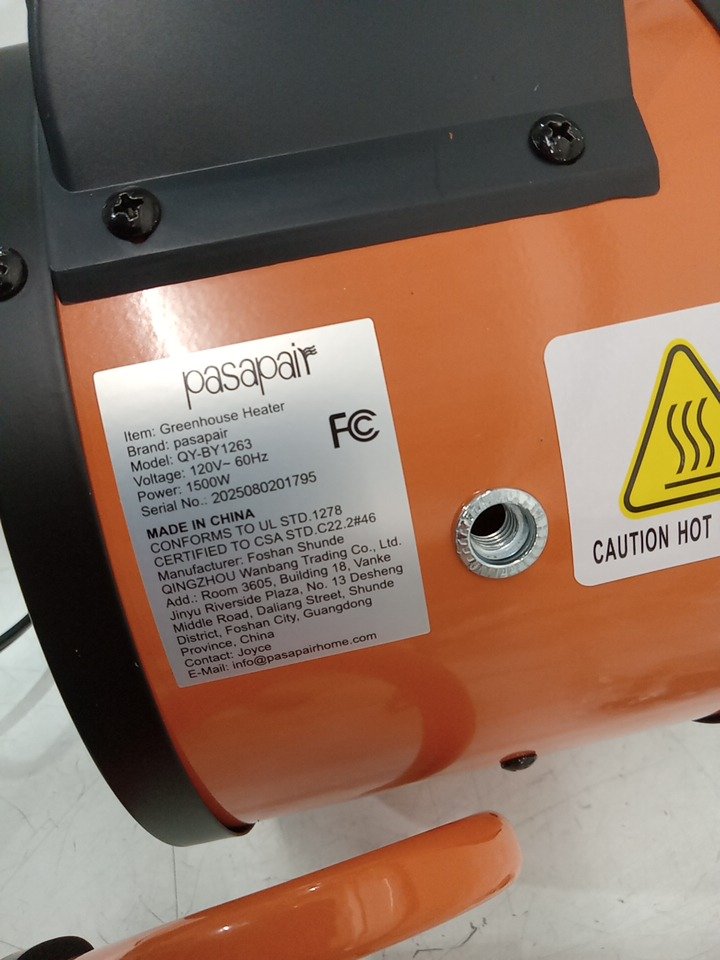 pasapair
Item: Greenhouse Heater
Brand: pasapair
Model: QY-BY1263
Voltage: 120V~ 60Hz
Power: 1500W
Serial No.: 2025080201795
FC
MADE IN CHINA
CONFORMS TO UL STD.1278
CERTIFIED TO CSA STD.C22.2#46
Manufacturer: Foshan Shunde
QINGZHOU Wanbang Trading Co., Ltd.
Add.: Room 3605, Building 18, Vanke
Jinyu Riverside Plaza, No. 13 Desheng
Middle Road, Daliang Street, Shunde
District, Foshan City, Guangdong
Province, China
Contact: Joyce
E-Mail: info@pasapairhome.com
CAUTION HOT